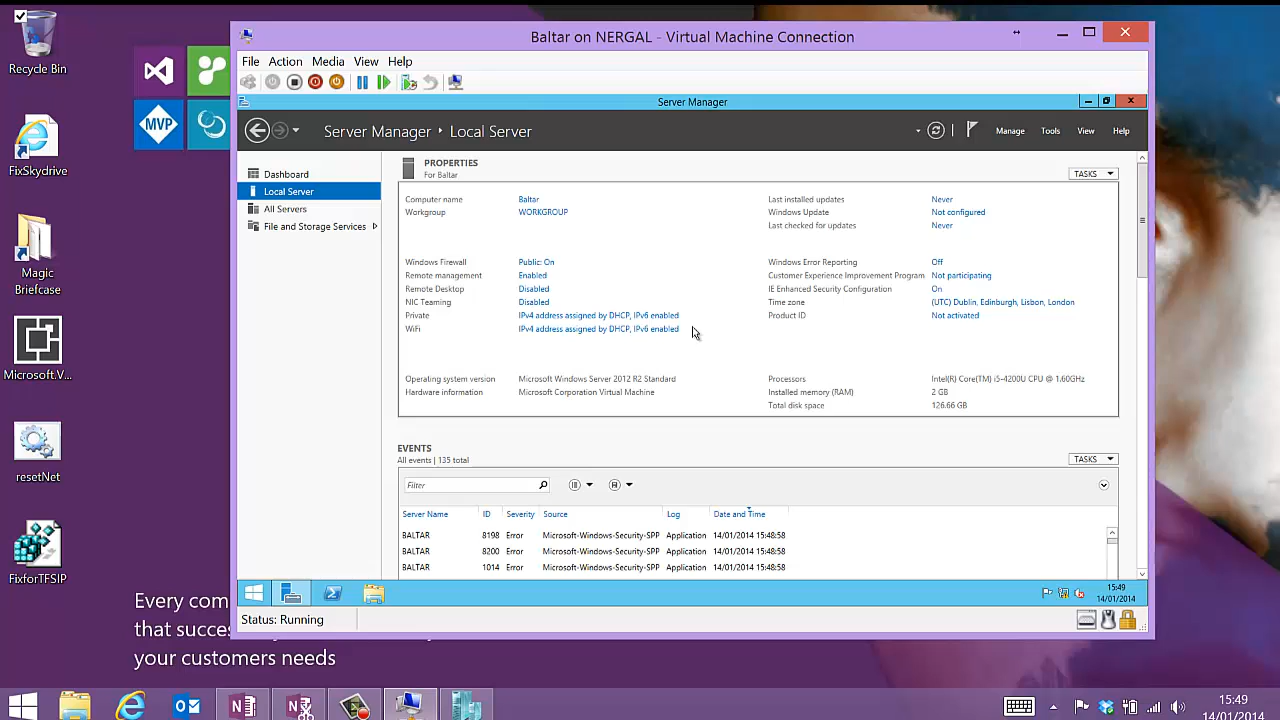 Recycle Bin
FixSkydrive
Magic
Briefcase
Microsoft.V...
resetNet
FixforTFSIP
MVP
Every com
that succes
your customers needs
Baltar on NERGAL - Virtual Machine Connection
File Action Media View Help
Server Manager
Server Manager • Local Server
Manage Tools View Help
Dashboard
Local Server
All Servers
File and Storage Services
PROPERTIES
For Baltar
TASKS
Computer name Baltar
Workgroup WORKGROUP
Last installed updates Never
Windows Update Not configured
Last checked for updates Never
Windows Firewall Public: On
Remote management Enabled
Remote Desktop Disabled
NIC Teaming Disabled
Private IPv4 address assigned by DHCP, IPv6 enabled
WiFi IPv4 address assigned by DHCP, IPv6 enabled
Windows Error Reporting Off
Customer Experience Improvement Program Not participating
IE Enhanced Security Configuration On
Time zone (UTC) Dublin, Edinburgh, Lisbon, London
Product ID Not activated
Operating system version Microsoft Windows Server 2012 R2 Standard
Hardware information Microsoft Corporation Virtual Machine
Processors Intel(R) Core(TM) i5-4200U CPU @ 1.60GHz
Installed memory (RAM) 2 GB
Total disk space 126.66 GB
EVENTS
All events | 135 total
TASKS
Filter
Server Name ID Severity Source Log Date and Time
BALTAR 8198 Error Microsoft-Windows-Security-SPP Application 14/01/2014 15:48:58
BALTAR 8200 Error Microsoft-Windows-Security-SPP Application 14/01/2014 15:48:58
BALTAR 1014 Error Microsoft-Windows-Security-SPP Application 14/01/2014 15:48:58
15:49
14/01/2014
Status: Running
15:49
14/01/2014